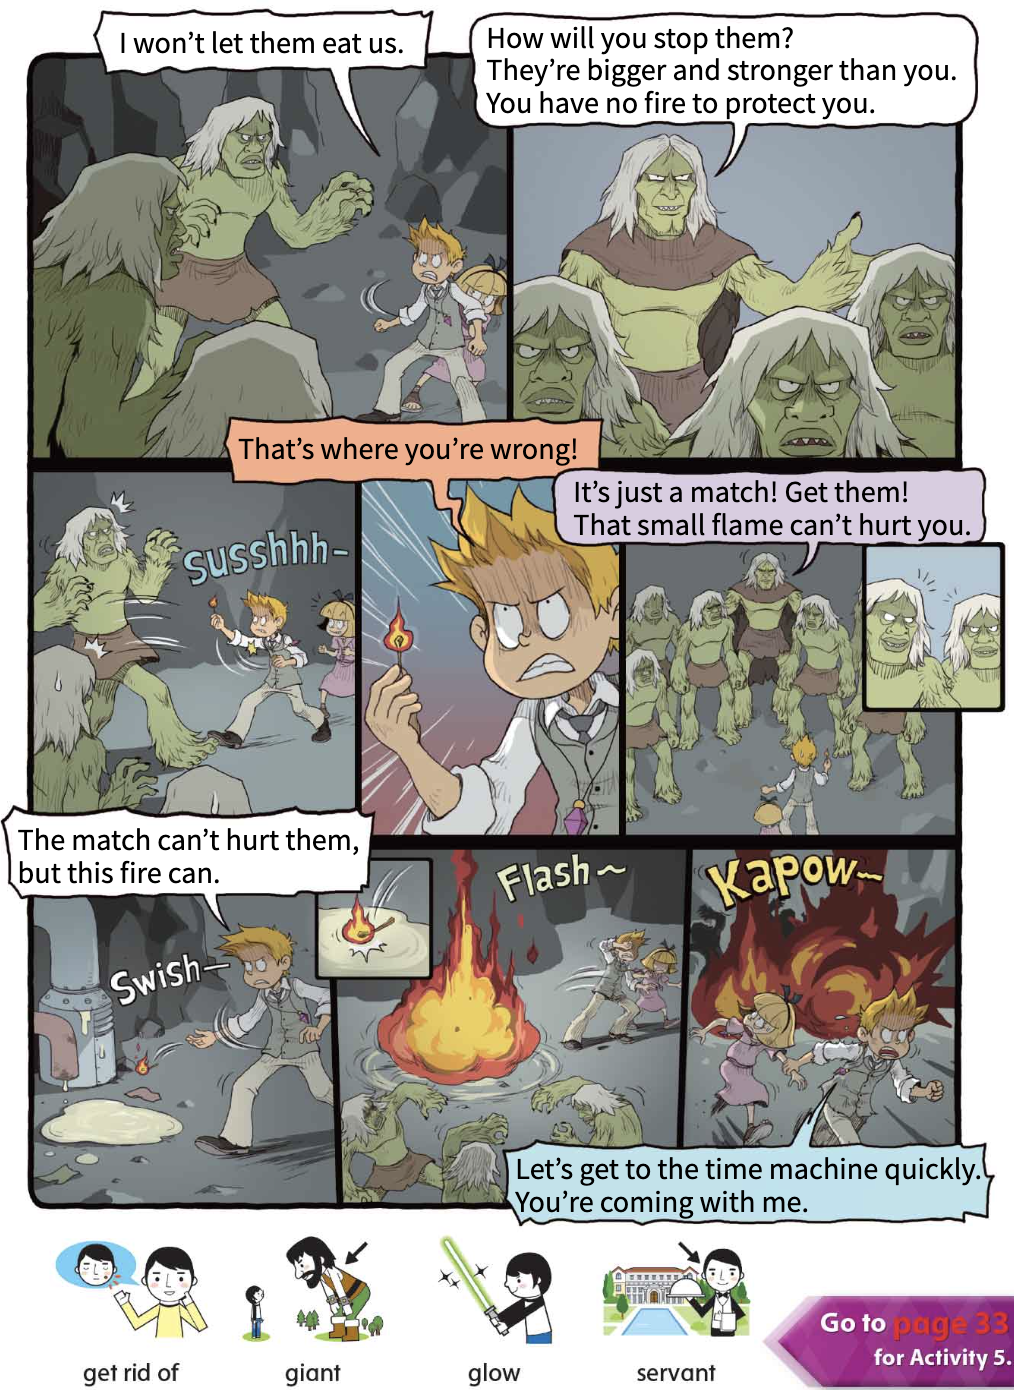 I won't let them eat us.
How will you stop them?
They're bigger and stronger than you.
You have no fire to protect you.
That's where you're wrong!
It's just a match! Get them!
That small flame can't hurt you.
susshhh-
The match can't hurt them,
but this fire can.
Swish-
Flash~
Kapow~
Let's get to the time machine quickly.
You're coming with me.
get rid of
giant
glow
servant
Go to page 33
for Activity 5.